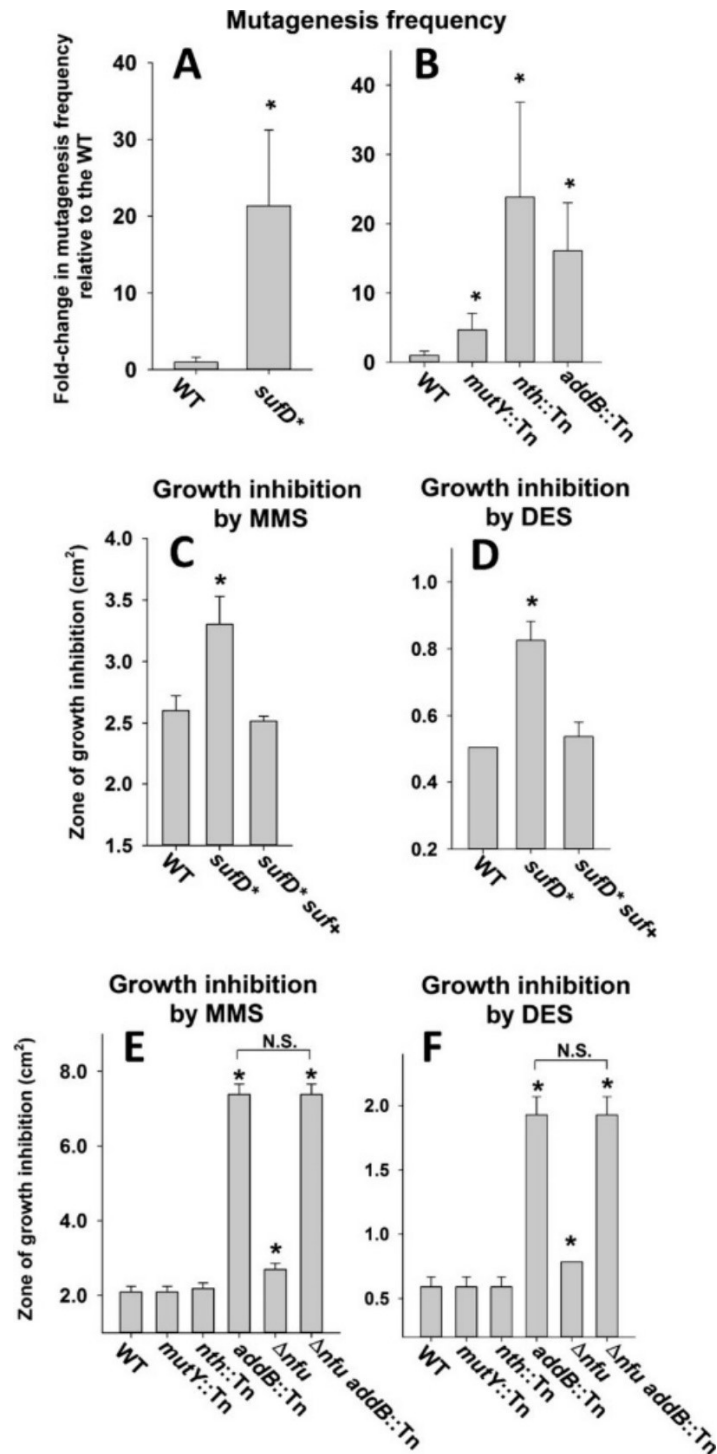 Mutagenesis frequency
A
B
Fold-change in mutagenesis frequency
relative to the WT
40
30
20
10
0
*
WT
sufD*
40
30
20
10
0
*
*
*
WT
mutY::Tn
nth::Tn
addB::Tn
Growth inhibition
by MMS
Growth inhibition
by DES
C
D
Zone of growth inhibition (cm²)
4.0
3.5
3.0
2.5
2.0
1.5
*
WT
sufD*
sufD* suf+
1.0
0.8
0.6
0.4
0.2
*
WT
sufD*
sufD* suf+
Growth inhibition
by MMS
Growth inhibition
by DES
E
F
Zone of growth inhibition (cm²)
8.0
6.0
4.0
2.0
N.S.
*
*
*
WT
mutY::Tn
nth::Tn
addB::Tn
Δnfu
Δnfu addB::Tn
2.0
1.5
1.0
0.5
N.S.
*
*
*
WT
mutY::Tn
nth::Tn
addB::Tn
Δnfu
Δnfu addB::Tn